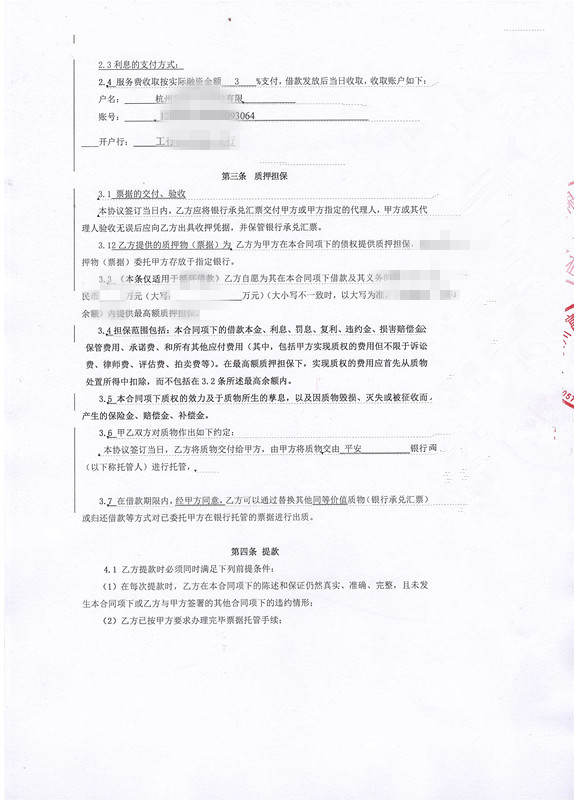 2.3利息的支付方式:
2.4 服务费收取按实际融资金额 3 %支付，借款发放后当日收取，收取账户如下:
户名: 杭州 有限
账号: 1 093064
开户行: 工行 行
第三条 质押担保
3.1 票据的交付、验收
本协议签订当日内，乙方应将银行承兑汇票交付甲方或甲方指定的代理人，甲方或其代
理人验收无误后应向乙方出具收押凭据，并保管银行承兑汇票。
3.12 乙方提供的质押物（票据）为 乙方为甲方在本合同项下的债权提供质押担保，
押物（票据）委托甲方存放于指定银行。
3.3 （本条仅适用于循环借款）乙方自愿为其在本合同项下借款及其义务的
民币 万元（大写: 万元）（大小写不一致时，以大写为准，
余额）内提供最高额质押担保。
3.4 担保范围包括：本合同项下的借款本金、利息、罚息、复利、违约金、损害赔偿金、
保管费用、承诺费、和所有其他应付费用（其中，包括甲方实现质权的费用但不限于诉讼
费、律师费、评估费、拍卖费等）。在最高额质押担保下，实现质权的费用应首先从质物
处置所得中扣除，而不包括在 3.2 条所述最高余额内。
3.5 本合同项下质权的效力及于质物所生的孳息，以及因质物毁损、灭失或被征收而
产生的保险金、赔偿金、补偿金。
3.6 甲乙双方对质物作出如下约定:
本协议签订当日，乙方将质物交付给甲方，由甲方将质物交由 平安 银行
（以下称托管人）进行托管，
3.7 在借款期限内，经甲方同意，乙方可以通过替换其他同等价值质物（银行承兑汇票）
或归还借款等方式对已委托甲方在银行托管的票据进行出质。
第四条 提款
4.1 乙方提款时必须同时满足下列前提条件:
（1）在每次提款时，乙方在本合同项下的陈述和保证仍然真实、准确、完整，且未发
生本合同项下或乙方与甲方签署的其他合同项下的违约情形;
（2）乙方已按甲方要求办理完毕票据托管手续;